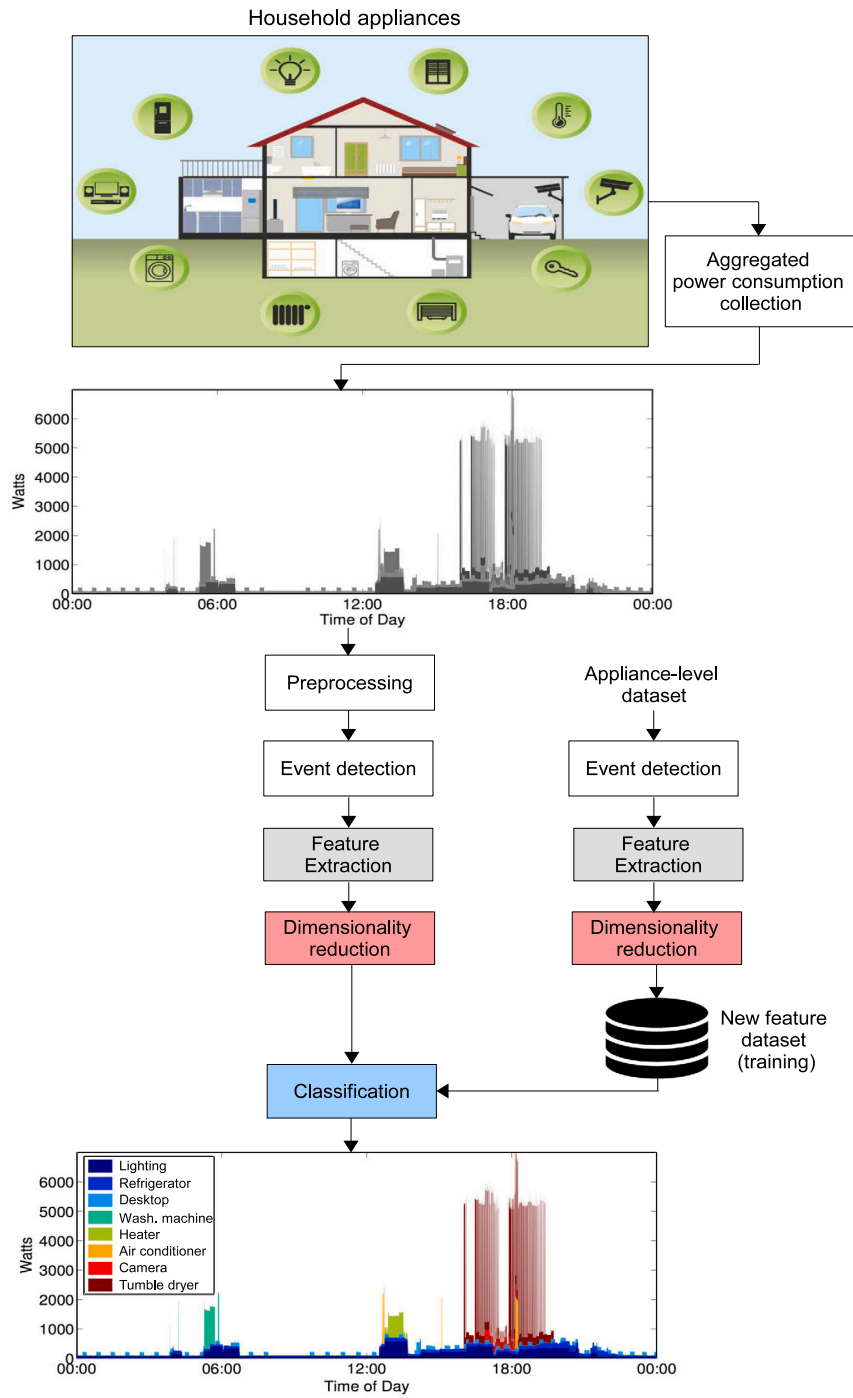 Household appliances
Aggregated
power consumption
collection
6000
5000
4000
3000
2000
1000
0
Watts
00:00
06:00
12:00
18:00
00:00
Time of Day
Preprocessing
Appliance-level
dataset
Event detection
Event detection
Feature
Extraction
Feature
Extraction
Dimensionality
reduction
Dimensionality
reduction
New feature
dataset
(training)
Classification
Lighting
Refrigerator
Desktop
Wash. machine
Heater
Air conditioner
Camera
Tumble dryer
6000
5000
4000
3000
2000
1000
0
Watts
00:00
06:00
12:00
18:00
00:00
Time of Day